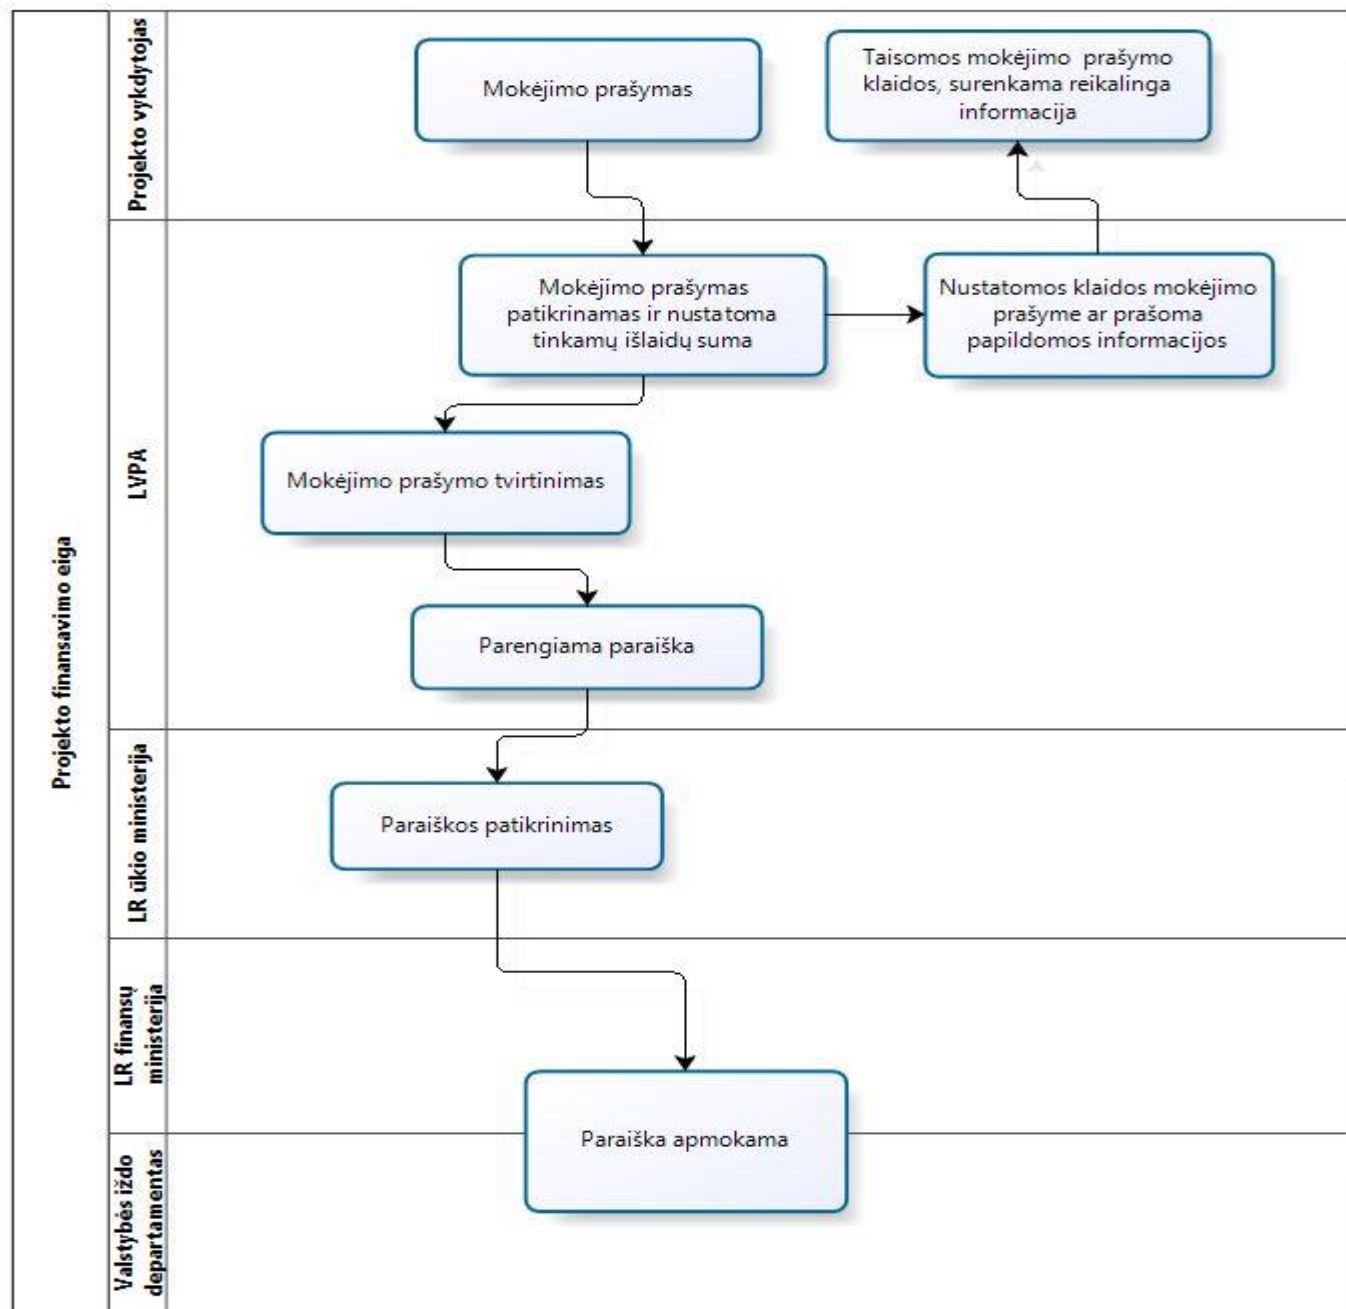 Projekto finansavimo eiga
Projekto vykdytojas
Mokėjimo prašymas
Taisomos mokėjimo prašymo
klaidos, surenkama reikalinga
informacija
LVPA
Mokėjimo prašymas
patikrinamas ir nustatoma
tinkamų išlaidų suma
Nustatomos klaidos mokėjimo
prašyme ar prašoma
papildomos informacijos
Mokėjimo prašymo tvirtinimas
Parengiama paraiška
LR ūkio ministerija
Paraiškos patikrinimas
LR finansų
ministerija
Paraiška apmokama
Valstybės iždo
departamentas